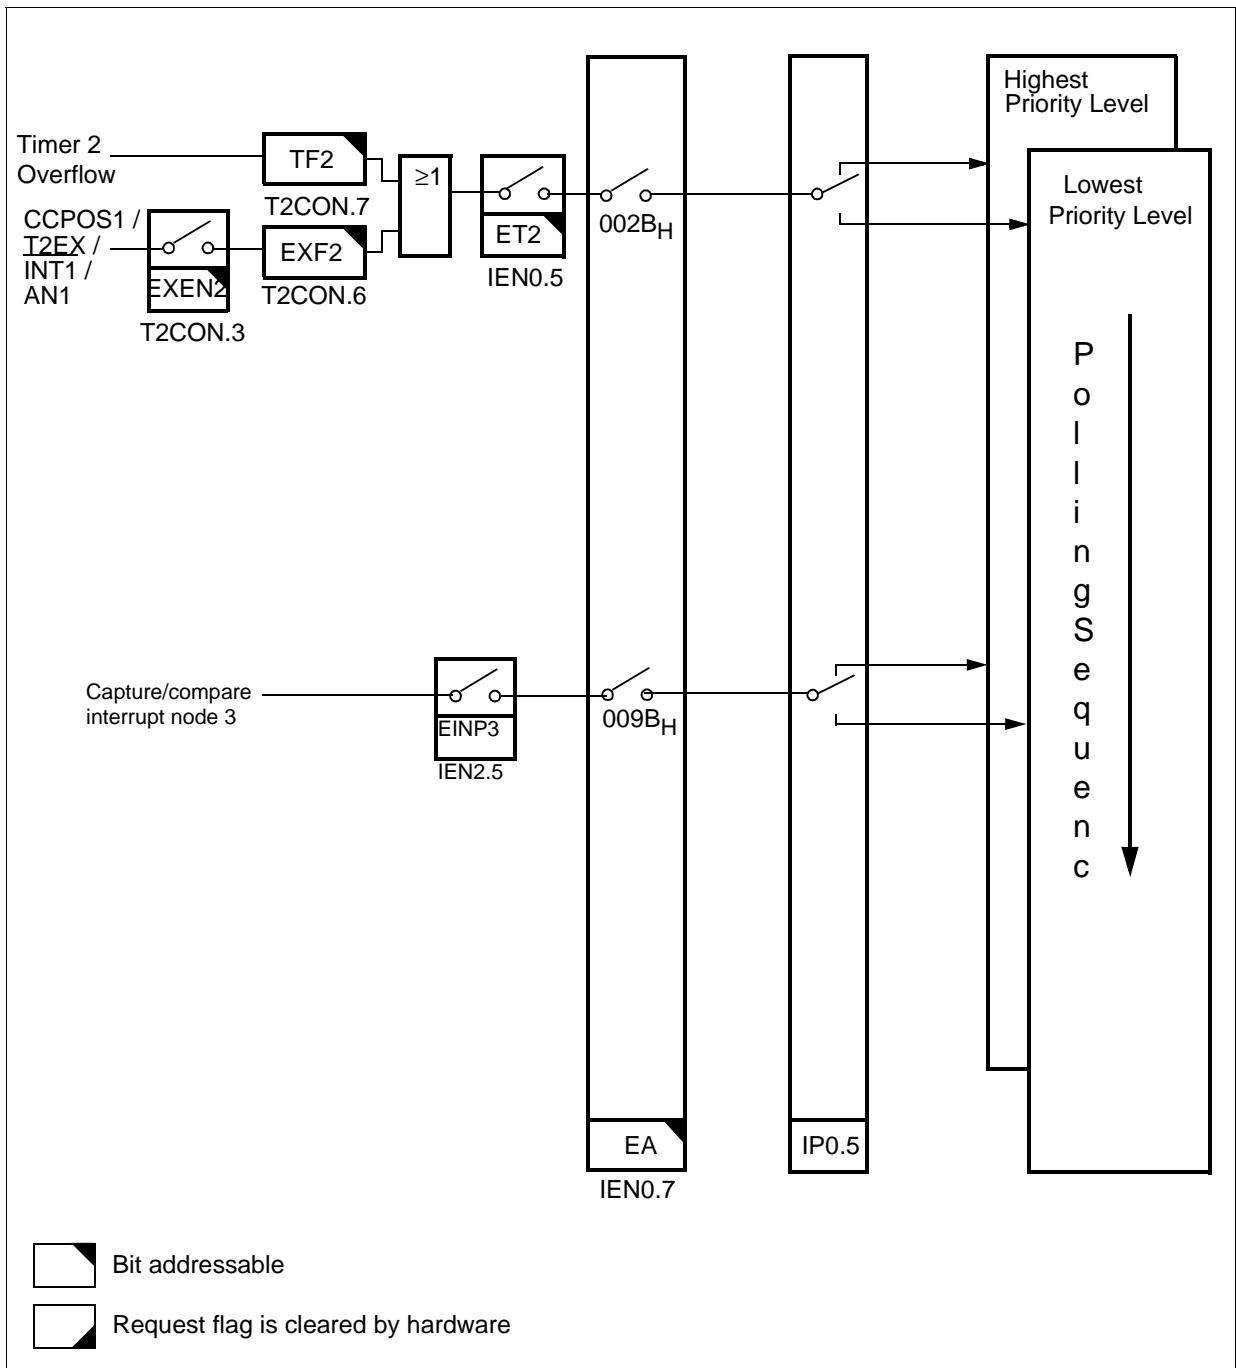 Highest
Priority Level
Timer 2
Overflow
TF2
T2CON.7
≥1
ET2
IEN0.5
002BH
Lowest
Priority Level
CCPOS1 /
T2EX /
INT1 /
AN1
EXEN2
T2CON.3
EXF2
T2CON.6
P
o
l
l
i
n
g
S
e
q
u
e
n
c
Capture/compare
interrupt node 3
EINP3
IEN2.5
009BH
EA
IEN0.7
IP0.5
Bit addressable
Request flag is cleared by hardware